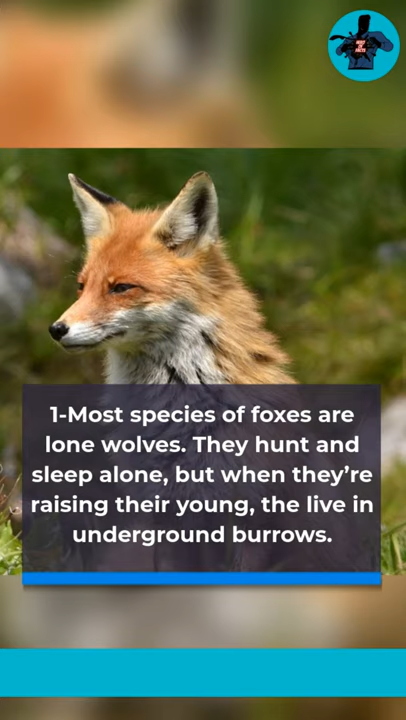 1-Most species of foxes are
lone wolves. They hunt and
sleep alone, but when they’re
raising their young, the live in
underground burrows.